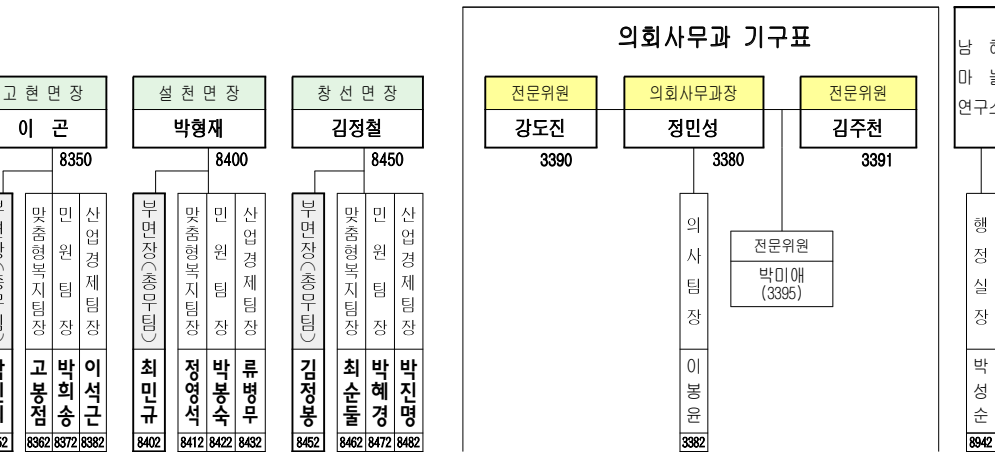 고현면장
이 곤
8350
맞춤형복지팀장
고봉점
8362
민원팀장
박희송
8372
산업경제팀장
이석근
8382
설천면장
박형재
8400
부면장(총무팀)
최민규
8402
맞춤형복지팀장
정영석
8412
민원팀장
박봉숙
8422
산업경제팀장
류병무
8432
창선면장
김정철
8450
부면장(총무팀)
김정봉
8452
맞춤형복지팀장
최순둘
8462
민원팀장
박혜경
8472
산업경제팀장
박진명
8482
의회사무과 기구표
전문위원
강도진
3390
의회사무과장
정민성
3380
전문위원
김주천
3391
의사팀장
이봉윤
3382
전문위원
박미애
(3395)
남
마
연구
행정실장
박성순
8942